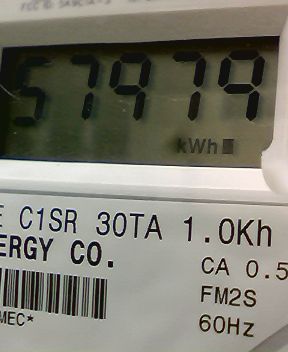 57979
kWh
E C1SR 30TA 1.0Kh
ERGY CO.
CA 0.5
FM2S
MEC*
60Hz